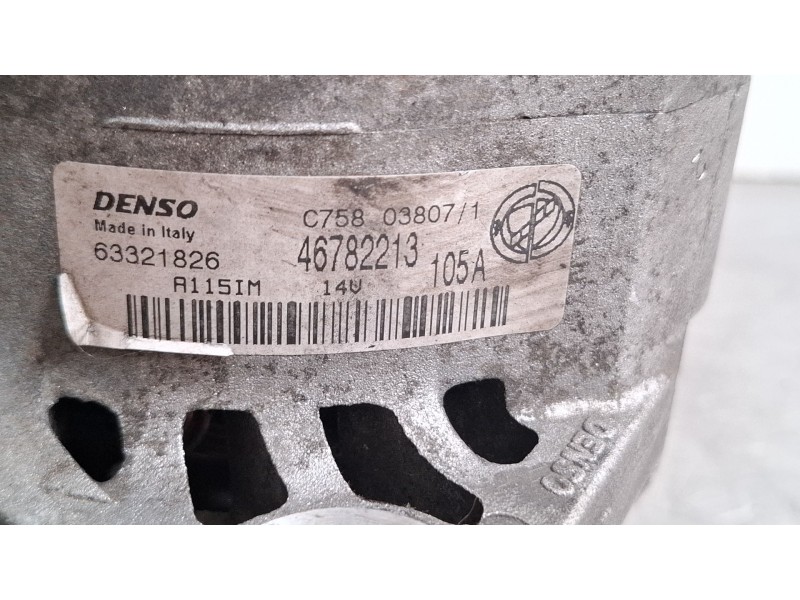 DENSO
Made in Italy
63321826
A115IM
14V
C758 03807/1
46782213
105A
DENSO